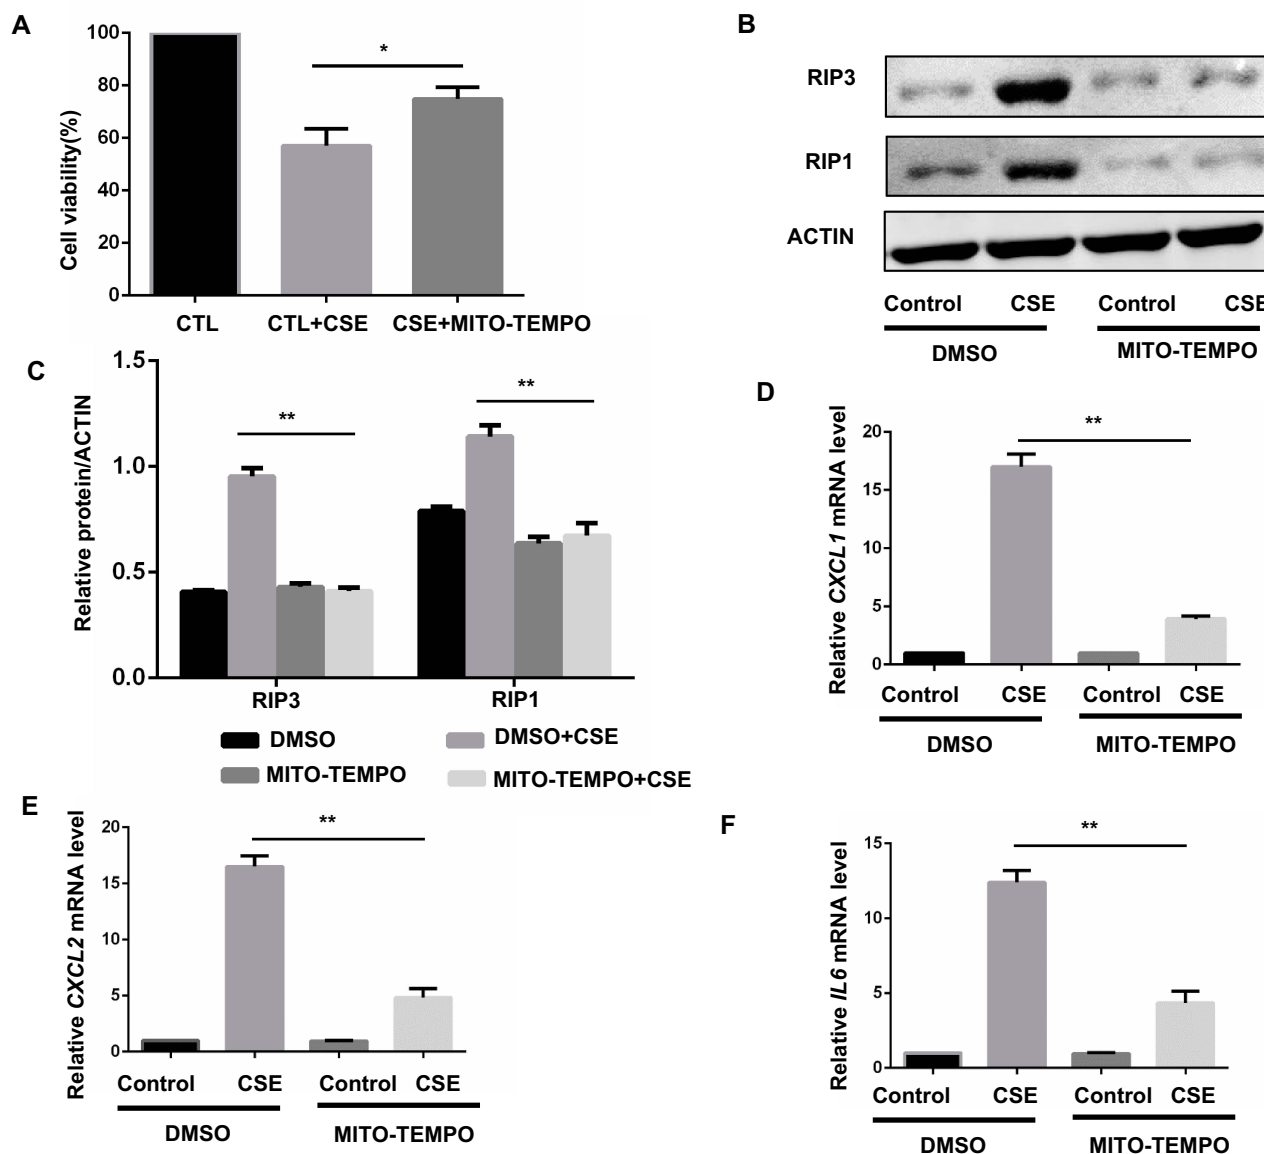 A
Cell viability(%)
100
80
60
40
20
0
*
CTL
CTL+CSE
CSE+MITO-TEMPO
B
RIP3
RIP1
ACTIN
Control
CSE
Control
CSE
DMSO
MITO-TEMPO
C
Relative protein/ACTIN
1.5
1.0
0.5
0.0
**
**
RIP3
RIP1
DMSO
DMSO+CSE
MITO-TEMPO
MITO-TEMPO+CSE
D
Relative CXCL1 mRNA level
20
15
10
5
0
**
Control
CSE
Control
CSE
DMSO
MITO-TEMPO
E
Relative CXCL2 mRNA level
20
15
10
5
0
**
Control
CSE
Control
CSE
DMSO
MITO-TEMPO
F
Relative IL6 mRNA level
15
10
5
0
**
Control
CSE
Control
CSE
DMSO
MITO-TEMPO